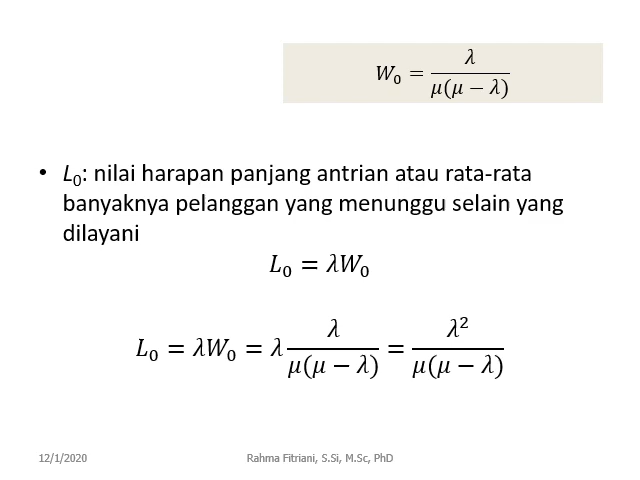 W₀ = λ / μ(μ − λ)
• L₀: nilai harapan panjang antrian atau rata-rata
banyaknya pelanggan yang menunggu selain yang
dilayani
L₀ = λW₀
L₀ = λW₀ = λ λ / μ(μ − λ) = λ² / μ(μ − λ)
12/1/2020 Rahma Fitriani, S.Si, M.Sc, PhD